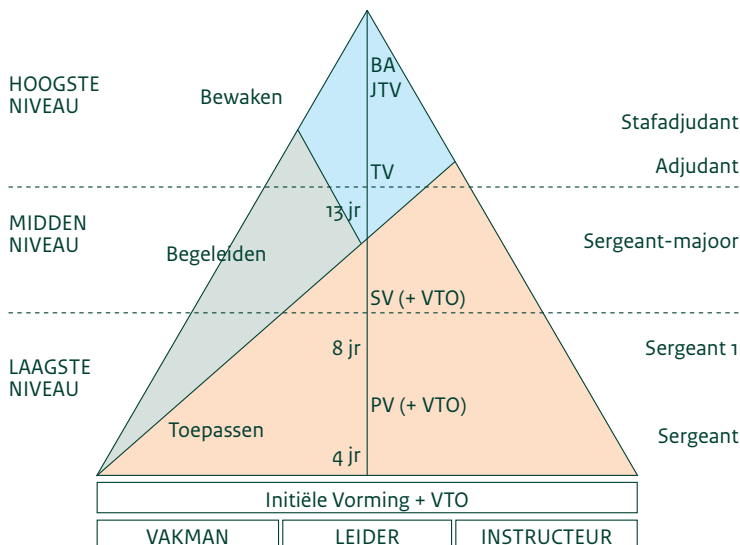 BA
JTV
HOOGSTE
NIVEAU
Bewaken
Stafadjudant
TV
Adjudant
13 jr
MIDDEN
NIVEAU
Begeleiden
Sergeant-majoor
SV (+ VTO)
8 jr
Sergeant 1
LAAGSTE
NIVEAU
PV (+ VTO)
Toepassen
Sergeant
4 jr
Initiële Vorming + VTO
VAKMAN
LEIDER
INSTRUCTEUR